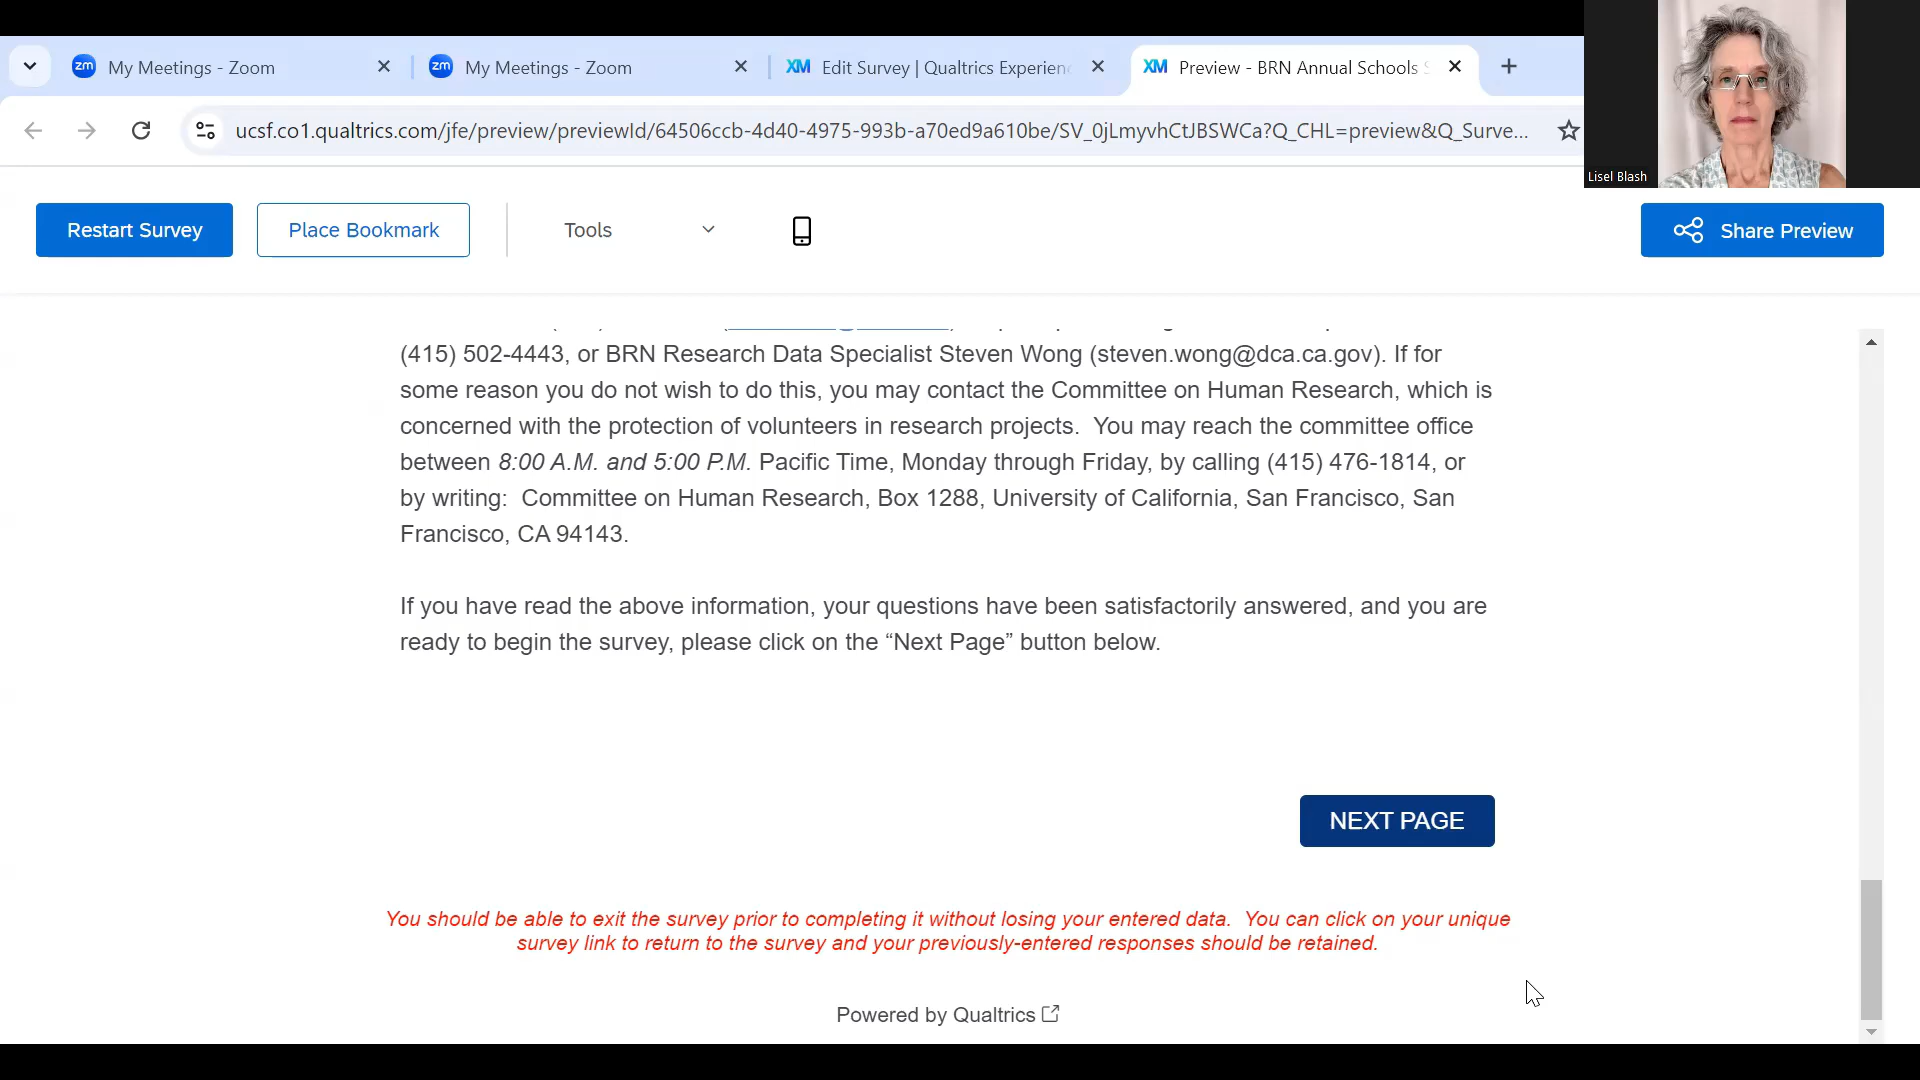 zm My Meetings - Zoom
zm My Meetings - Zoom
XM Edit Survey | Qualtrics Experien
XM Preview - BRN Annual Schools
ucsf.co1.qualtrics.com/jfe/preview/previewId/64506ccb-4d40-4975-993b-a70ed9a610be/SV_0jLmyvhCtJBSWCa?Q_CHL=preview&Q_Surve...
Lisel Blash
Restart Survey
Place Bookmark
Tools
Share Preview
(415) 502-4443, or BRN Research Data Specialist Steven Wong (steven.wong@dca.ca.gov). If for
some reason you do not wish to do this, you may contact the Committee on Human Research, which is
concerned with the protection of volunteers in research projects.  You may reach the committee office
between 8:00 A.M. and 5:00 P.M. Pacific Time, Monday through Friday, by calling (415) 476-1814, or
by writing:  Committee on Human Research, Box 1288, University of California, San Francisco, San
Francisco, CA 94143.
If you have read the above information, your questions have been satisfactorily answered, and you are
ready to begin the survey, please click on the “Next Page” button below.
NEXT PAGE
You should be able to exit the survey prior to completing it without losing your entered data.  You can click on your unique
survey link to return to the survey and your previously-entered responses should be retained.
Powered by Qualtrics